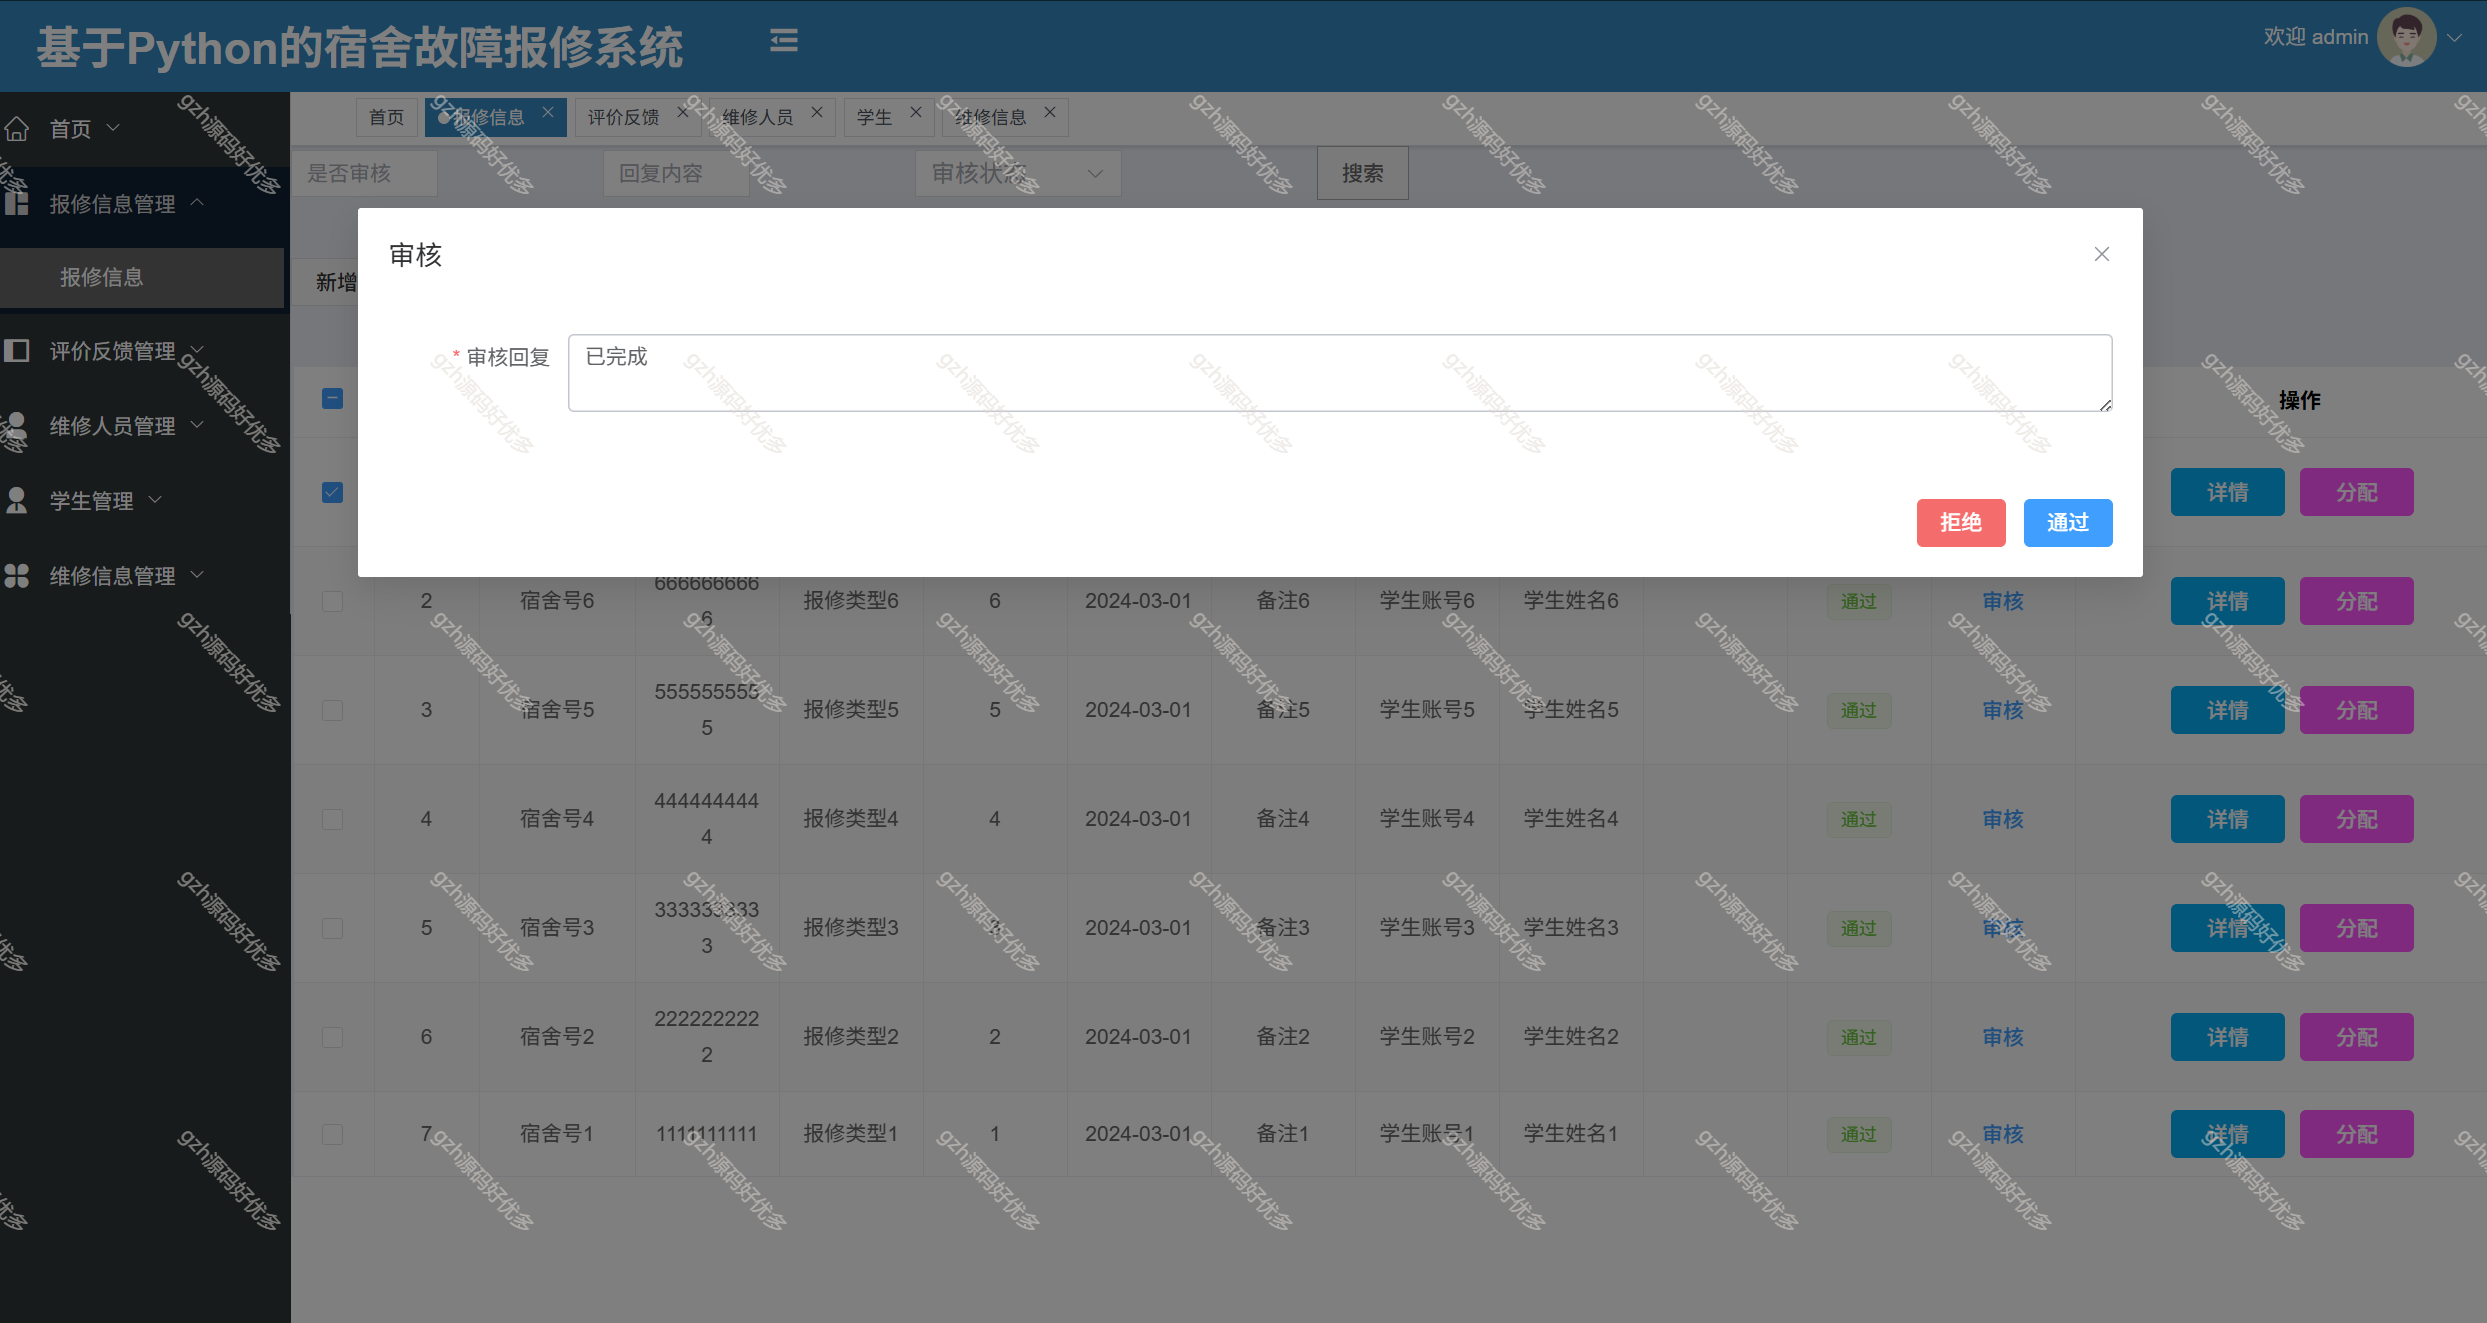 基于Python的宿舍故障报修系统
欢迎 admin
首页
报修信息管理
报修信息
评价反馈管理
维修人员管理
学生管理
维修信息管理
首页 报修信息 评价反馈 维修人员 学生 维修信息
是否审核 回复内容 审核状态 搜索
新增
审核
* 审核回复 已完成
拒绝 通过
操作
详情 分配
2 宿舍号6 6666666666 报修类型6 6 2024-03-01 备注6 学生账号6 学生姓名6 通过 审核 详情 分配
3 宿舍号5 5555555555 报修类型5 5 2024-03-01 备注5 学生账号5 学生姓名5 通过 审核 详情 分配
4 宿舍号4 4444444444 报修类型4 4 2024-03-01 备注4 学生账号4 学生姓名4 通过 审核 详情 分配
5 宿舍号3 3333333333 报修类型3 3 2024-03-01 备注3 学生账号3 学生姓名3 通过 审核 详情 分配
6 宿舍号2 2222222222 报修类型2 2 2024-03-01 备注2 学生账号2 学生姓名2 通过 审核 详情 分配
7 宿舍号1 1111111111 报修类型1 1 2024-03-01 备注1 学生账号1 学生姓名1 通过 审核 详情 分配
gzh源码好优多